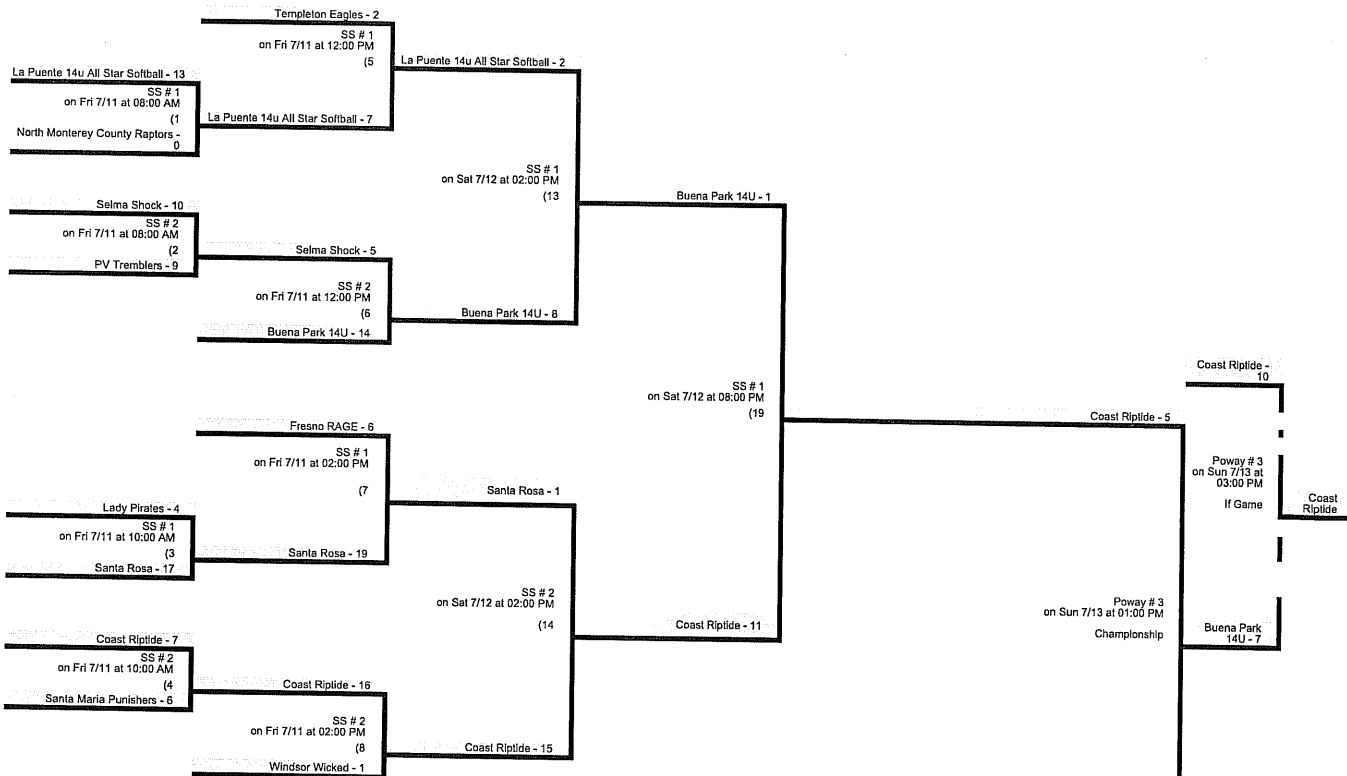 Templeton Eagles - 2
SS # 1
on Fri 7/11 at 12:00 PM
(5
La Puente 14u All Star Softball - 2
La Puente 14u All Star Softball - 13
SS # 1
on Fri 7/11 at 08:00 AM
(1
La Puente 14u All Star Softball - 7
North Monterey County Raptors -
0
SS # 1
on Sat 7/12 at 02:00 PM
(13
Buena Park 14U - 1
Selma Shock - 10
SS # 2
on Fri 7/11 at 08:00 AM
(2
PV Tremblers - 9
Selma Shock - 5
SS # 2
on Fri 7/11 at 12:00 PM
(6
Buena Park 14U - 8
Buena Park 14U - 14
SS # 1
on Sat 7/12 at 08:00 PM
(19
Coast Riptide -
10
Coast Riptide - 5
Fresno RAGE - 6
SS # 1
on Fri 7/11 at 02:00 PM
(7
Santa Rosa - 1
Poway # 3
on Sun 7/13 at
03:00 PM
If Game
Coast
Riptide
Lady Pirates - 4
SS # 1
on Fri 7/11 at 10:00 AM
(3
Santa Rosa - 19
Santa Rosa - 17
SS # 2
on Sat 7/12 at 02:00 PM
(14
Coast Riptide - 11
Poway # 3
on Sun 7/13 at 01:00 PM
Championship
Buena Park
14U - 7
Coast Riptide - 7
SS # 2
on Fri 7/11 at 10:00 AM
(4
Santa Maria Punishers - 6
Coast Riptide - 16
SS # 2
on Fri 7/11 at 02:00 PM
(8
Coast Riptide - 15
Windsor Wicked - 1